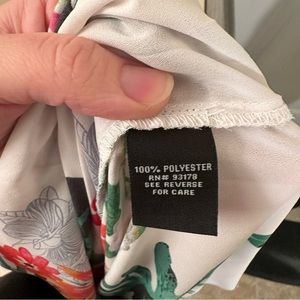 100% POLYESTER
RN# 93178
SEE REVERSE
FOR CARE